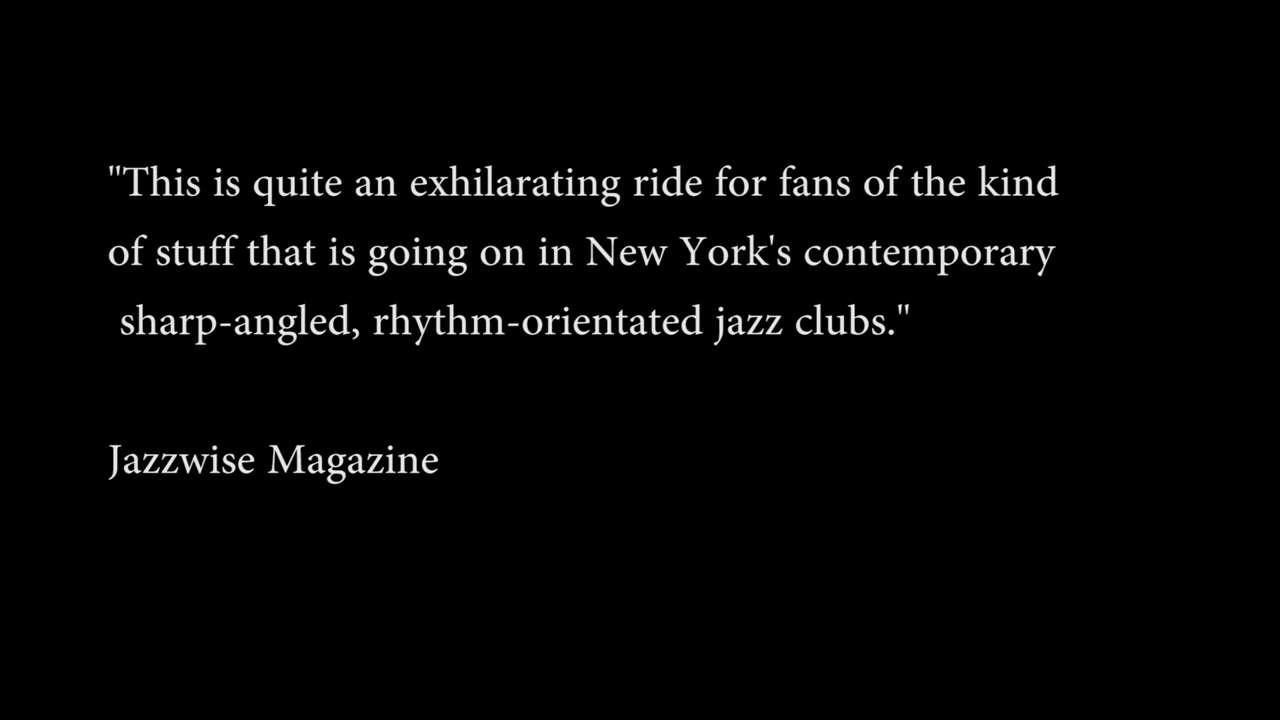 "This is quite an exhilarating ride for fans of the kind
of stuff that is going on in New York's contemporary
sharp-angled, rhythm-orientated jazz clubs."
Jazzwise Magazine